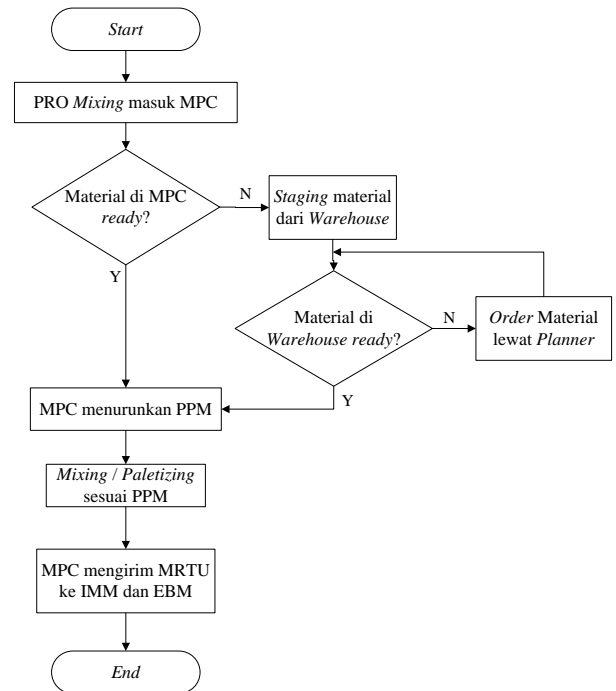 Start
PRO Mixing masuk MPC
Material di MPC
ready?
N
Staging material
dari Warehouse
Y
Material di
Warehouse ready?
N
Order Material
lewat Planner
Y
MPC menurunkan PPM
Mixing / Paletizing
sesuai PPM
MPC mengirim MRTU
ke IMM dan EBM
End